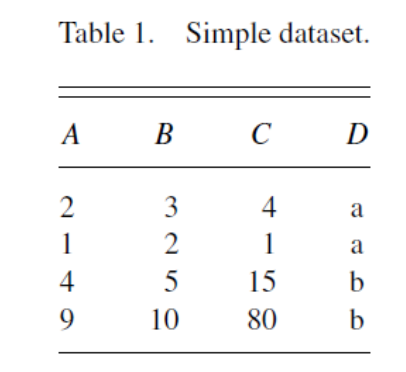 Table 1. Simple dataset.
A B C D
2 3 4 a
1 2 1 a
4 5 15 b
9 10 80 b